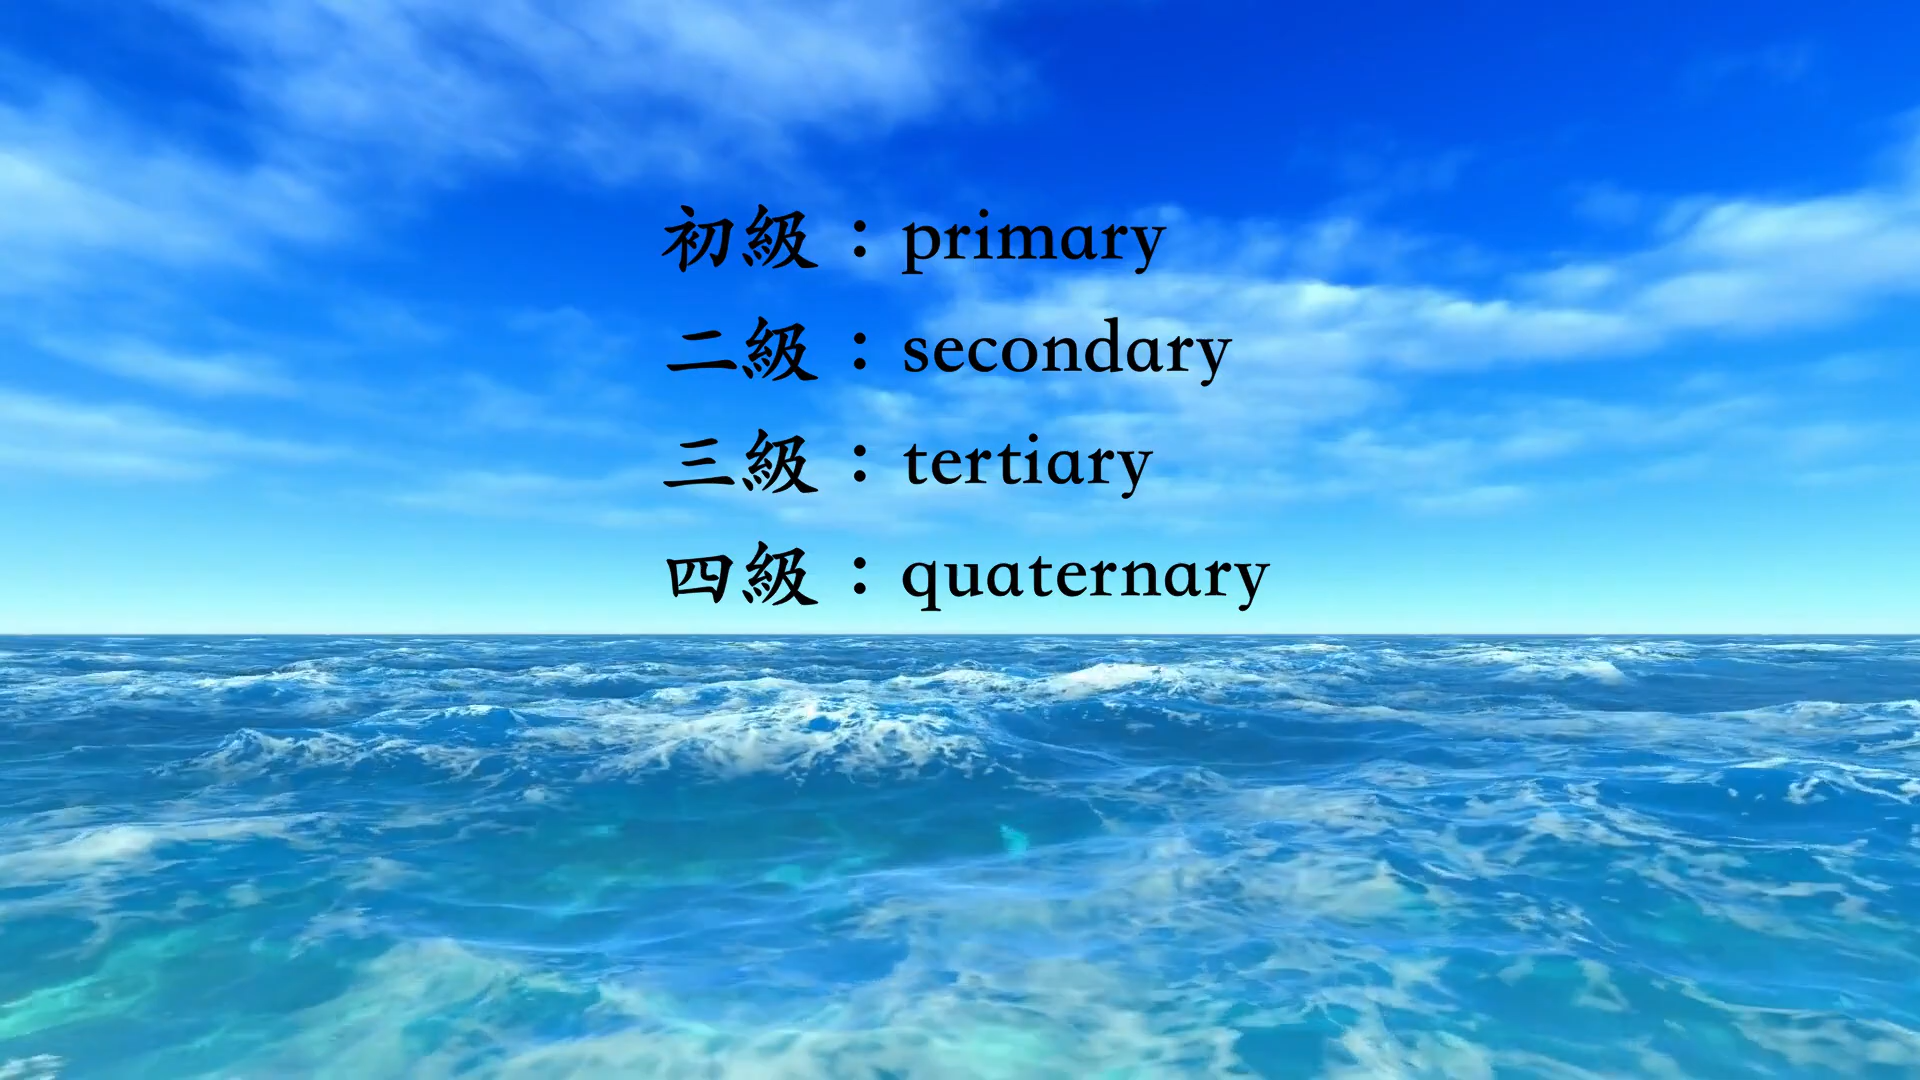 初級：primary
二級：secondary
三級：tertiary
四級：quaternary